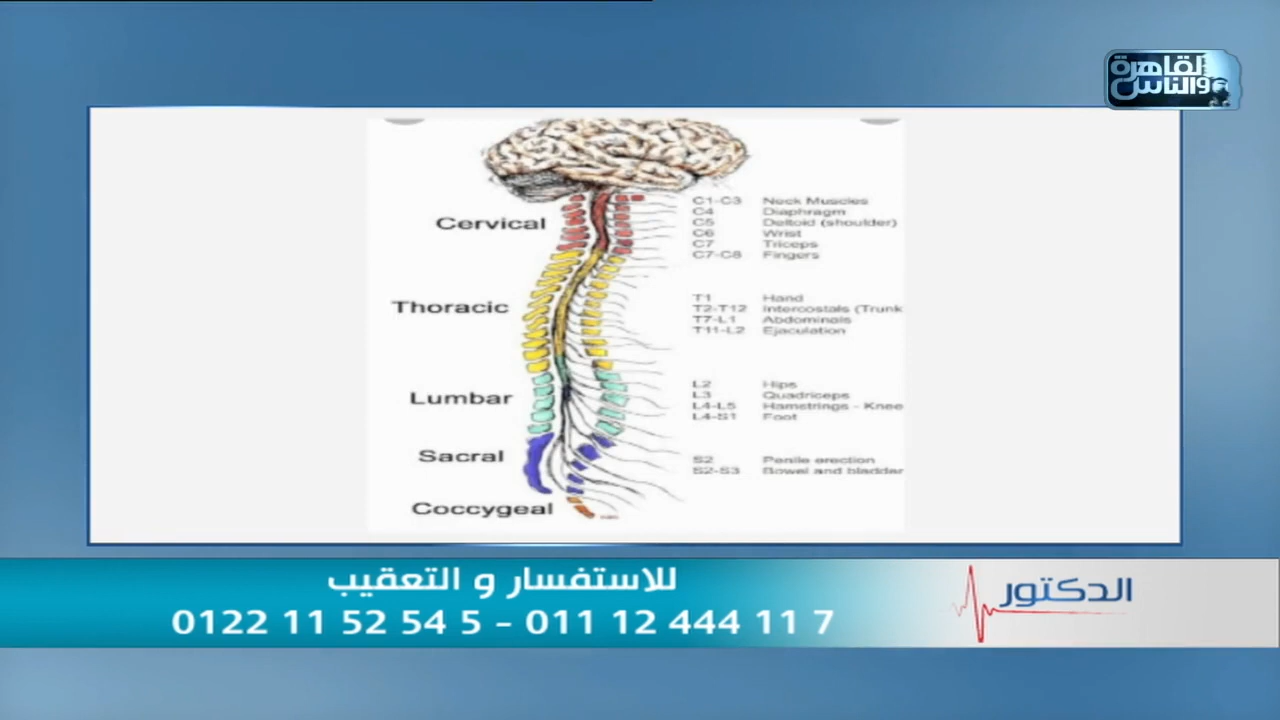 القاهرة
والناس
Cervical
C1-C3 Neck Muscles
C4 Diaphragm
C5 Deltoid (shoulder)
C6 Wrist
C7 Triceps
C7-C8 Fingers
Thoracic
T1 Hand
T2-T12 Intercostals (Trunk
T7-L1 Abdominals
T11-L2 Ejaculation
Lumbar
L2 Hips
L3 Quadriceps
L4-L5 Hamstrings - Knee
L4-S1 Foot
Sacral
S2 Penile erection
S2-S3 Bowel and bladder
Coccygeal
للاستفسار و التعقيب
0122 11 52 54 5 - 011 12 444 11 7
الدكتور